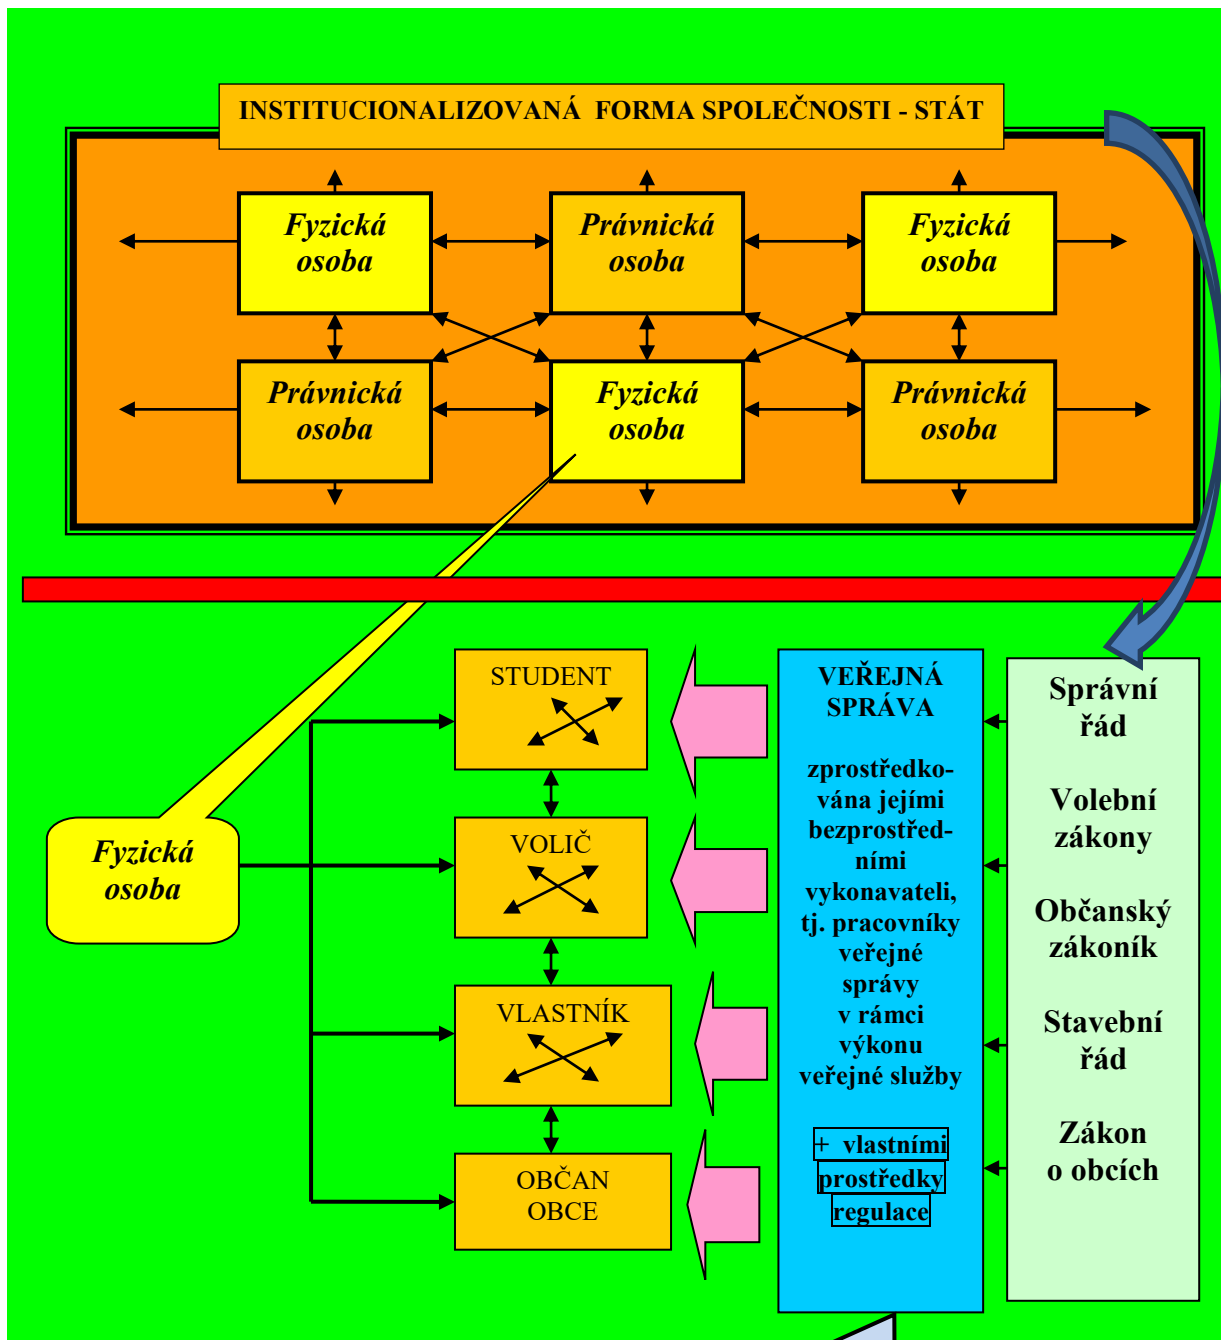 INSTITUCIONALIZOVANÁ FORMA SPOLEČNOSTI - STÁT
Fyzická
osoba
Právnická
osoba
Fyzická
osoba
Právnická
osoba
Fyzická
osoba
Právnická
osoba
Fyzická
osoba
STUDENT
VOLIČ
VLASTNÍK
OBČAN
OBCE
VEŘEJNÁ
SPRÁVA
zprostředko-
vána jejími
bezprostřed-
ními
vykonavateli,
tj. pracovníky
veřejné
správy
v rámci
výkonu
veřejné služby
+ vlastními
prostředky
regulace
Správní
řád
Volební
zákony
Občanský
zákoník
Stavební
řád
Zákon
o obcích